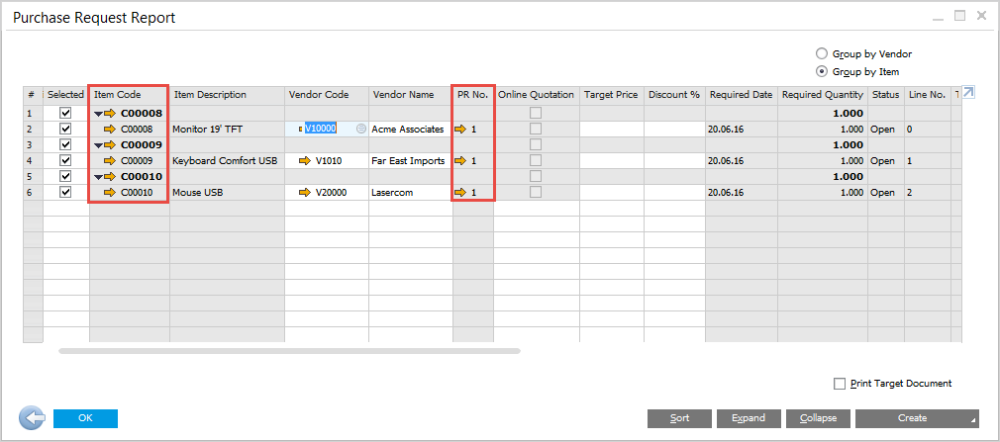 Purchase Request Report
Group by Vendor
Group by Item
# Selected Item Code Item Description Vendor Code Vendor Name PR No. Online Quotation Target Price Discount % Required Date Required Quantity Status Line No. T
1 C00008 1.000
2 C00008 Monitor 19' TFT V10000 Acme Associates 1 20.06.16 1.000 Open 0
3 C00009 1.000
4 C00009 Keyboard Comfort USB V1010 Far East Imports 1 20.06.16 1.000 Open 1
5 C00010 1.000
6 C00010 Mouse USB V20000 Lasercom 1 20.06.16 1.000 Open 2
Print Target Document
OK Sort Expand Collapse Create